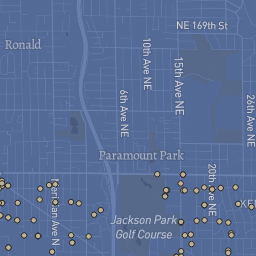 NE 169th St
Ronald
10th Ave NE
15th Ave NE
6th Ave NE
26th Ave NE
Paramount Park
20th Ave NE
Jackson Park
Golf Course